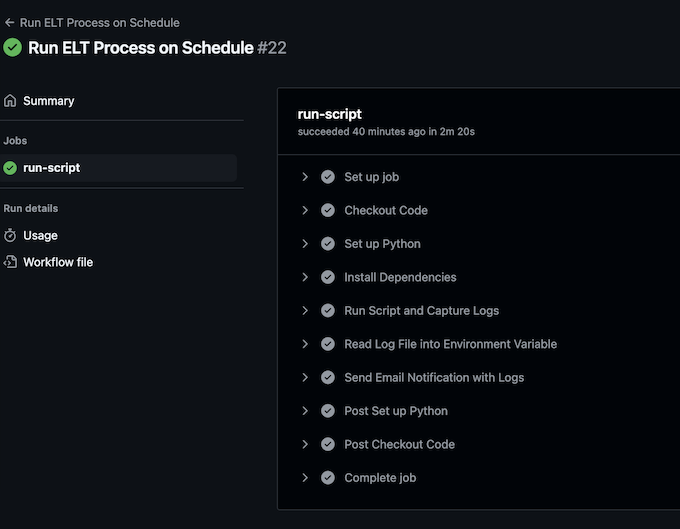 Run ELT Process on Schedule
Run ELT Process on Schedule #22
Summary
Jobs
run-script
Run details
Usage
Workflow file
run-script
succeeded 40 minutes ago in 2m 20s
Set up job
Checkout Code
Set up Python
Install Dependencies
Run Script and Capture Logs
Read Log File into Environment Variable
Send Email Notification with Logs
Post Set up Python
Post Checkout Code
Complete job